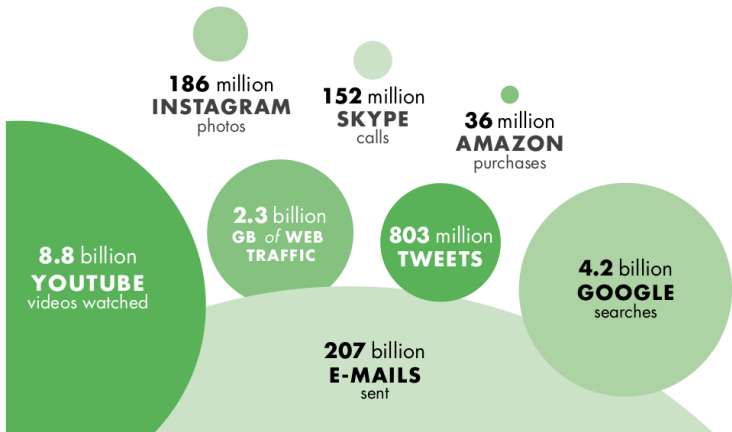 186 million
INSTAGRAM
photos
152 million
SKYPE
calls
36 million
AMAZON
purchases
8.8 billion
YOUTUBE
videos watched
2.3 billion
GB of WEB
TRAFFIC
803 million
TWEETS
4.2 billion
GOOGLE
searches
207 billion
E-MAILS
sent